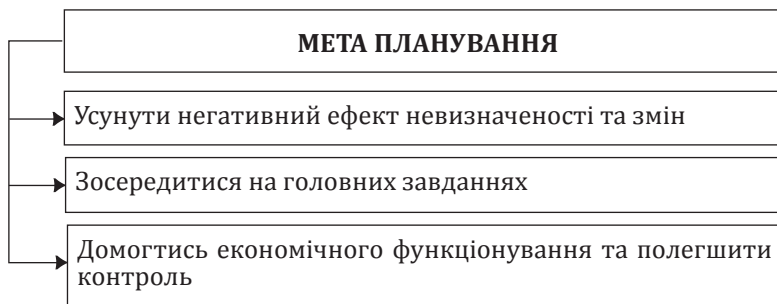 МЕТА ПЛАНУВАННЯ
Усунути негативний ефект невизначеності та змін
Зосередитися на головних завданнях
Домогтись економічного функціонування та полегшити
контроль